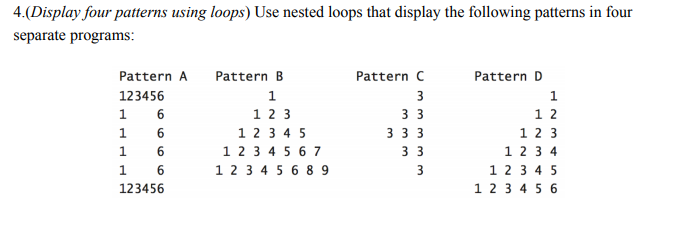 4.(Display four patterns using loops) Use nested loops that display the following patterns in four
separate programs:
Pattern A Pattern B Pattern C Pattern D
123456 1 3 1
1 6 1 2 3 3 3 1 2
1 6 1 2 3 4 5 3 3 3 1 2 3
1 6 1 2 3 4 5 6 7 3 3 1 2 3 4
1 6 1 2 3 4 5 6 8 9 3 1 2 3 4 5
123456 1 2 3 4 5 6